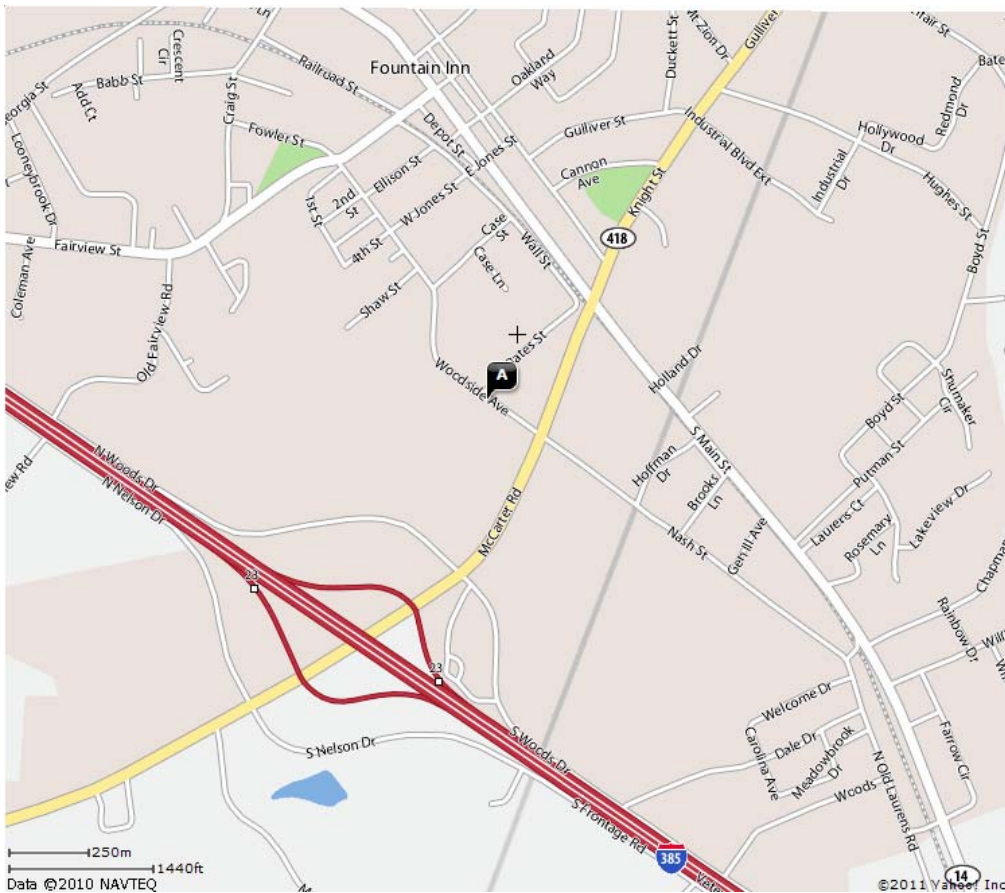 Crescent
Cir
Ln
Babb St
Add Ct
Craig St
Looneybrook Dr
Railroad St
Fountain Inn
Oakland
Way
Duckett St
Mt Zion Dr
Redmond
Dr
Hollywood
Dr
Fowler St
Depot St
E Jones St
Gulliver St
Industrial Blvd Ext
Industrial
Dr
Hughes St
Boyd St
Ellison St
2nd
St
1st St
W Jones St
4th St
Cannon
Ave
Knight St
418
Case
St
Wall St
Case Ln
Shaw St
Fairview St
Coleman Ave
Old Fairview Rd
Bates St
A
Woodside Ave
Holland Dr
S Main St
Hoffman
Dr
Brooks
Ln
Gen Ill Ave
Nash St
McCarter Rd
N Woods Dr
N Nelson Dr
23
23
Boyd St
Shumaker
Cir
Putman St
Laurens Ct
Rosemary
Ln
Lakeview Dr
Rainbow Dr
Welcome Dr
Dale Dr
Carolina Ave
Meadowbrook
Dr
Woods
N Old Laurens Rd
Farrow Cir
S Nelson Dr
S Woods Dr
S Frontage Rd
385
14
250m
1440ft
Data ©2010 NAVTEQ
©2011 Yahoo! Inc